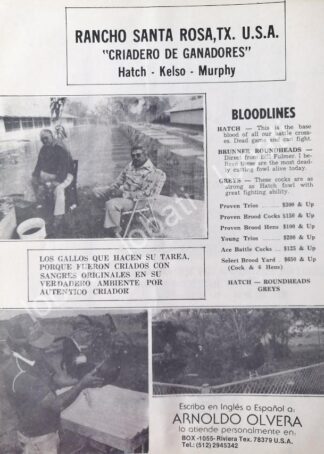 RANCHO SANTA ROSA,TX. U.S.A.
"CRIADERO DE GANADORES"
Hatch - Kelso - Murphy
BLOODLINES
HATCH — This is the base
blood of all our battle cross-
es. Dead game and can fight.
BRUNNER ROUNDHEADS —
Direct from Bill Fulmer. I be-
lieve these are the most dead-
ly cutting fowl alive today.
GREYS — These cocks are as
strong as Hatch fowl with
great fighting ability.
Proven Trios $300 & Up
Proven Brood Cocks $150 & Up
Proven Brood Hens $100 & Up
Young Trios $200 & Up
Ace Battle Cocks $125 & Up
Select Brood Yard $650 & Up
(Cock & 6 Hens)
HATCH — ROUNDHEADS
GREYS
LOS GALLOS QUE HACEN SU TAREA,
PORQUE FUERON CRIADOS CON
SANGRES ORIGINALES EN SU
VERDADERO AMBIENTE POR
AUTENTICO CRIADOR
Escriba en Inglés o Español a:
ARNOLDO OLVERA
lo atiende personalmente en:
BOX -1055- Riviera Tex. 78379 U.S.A.
Tel.: (512) 2945342